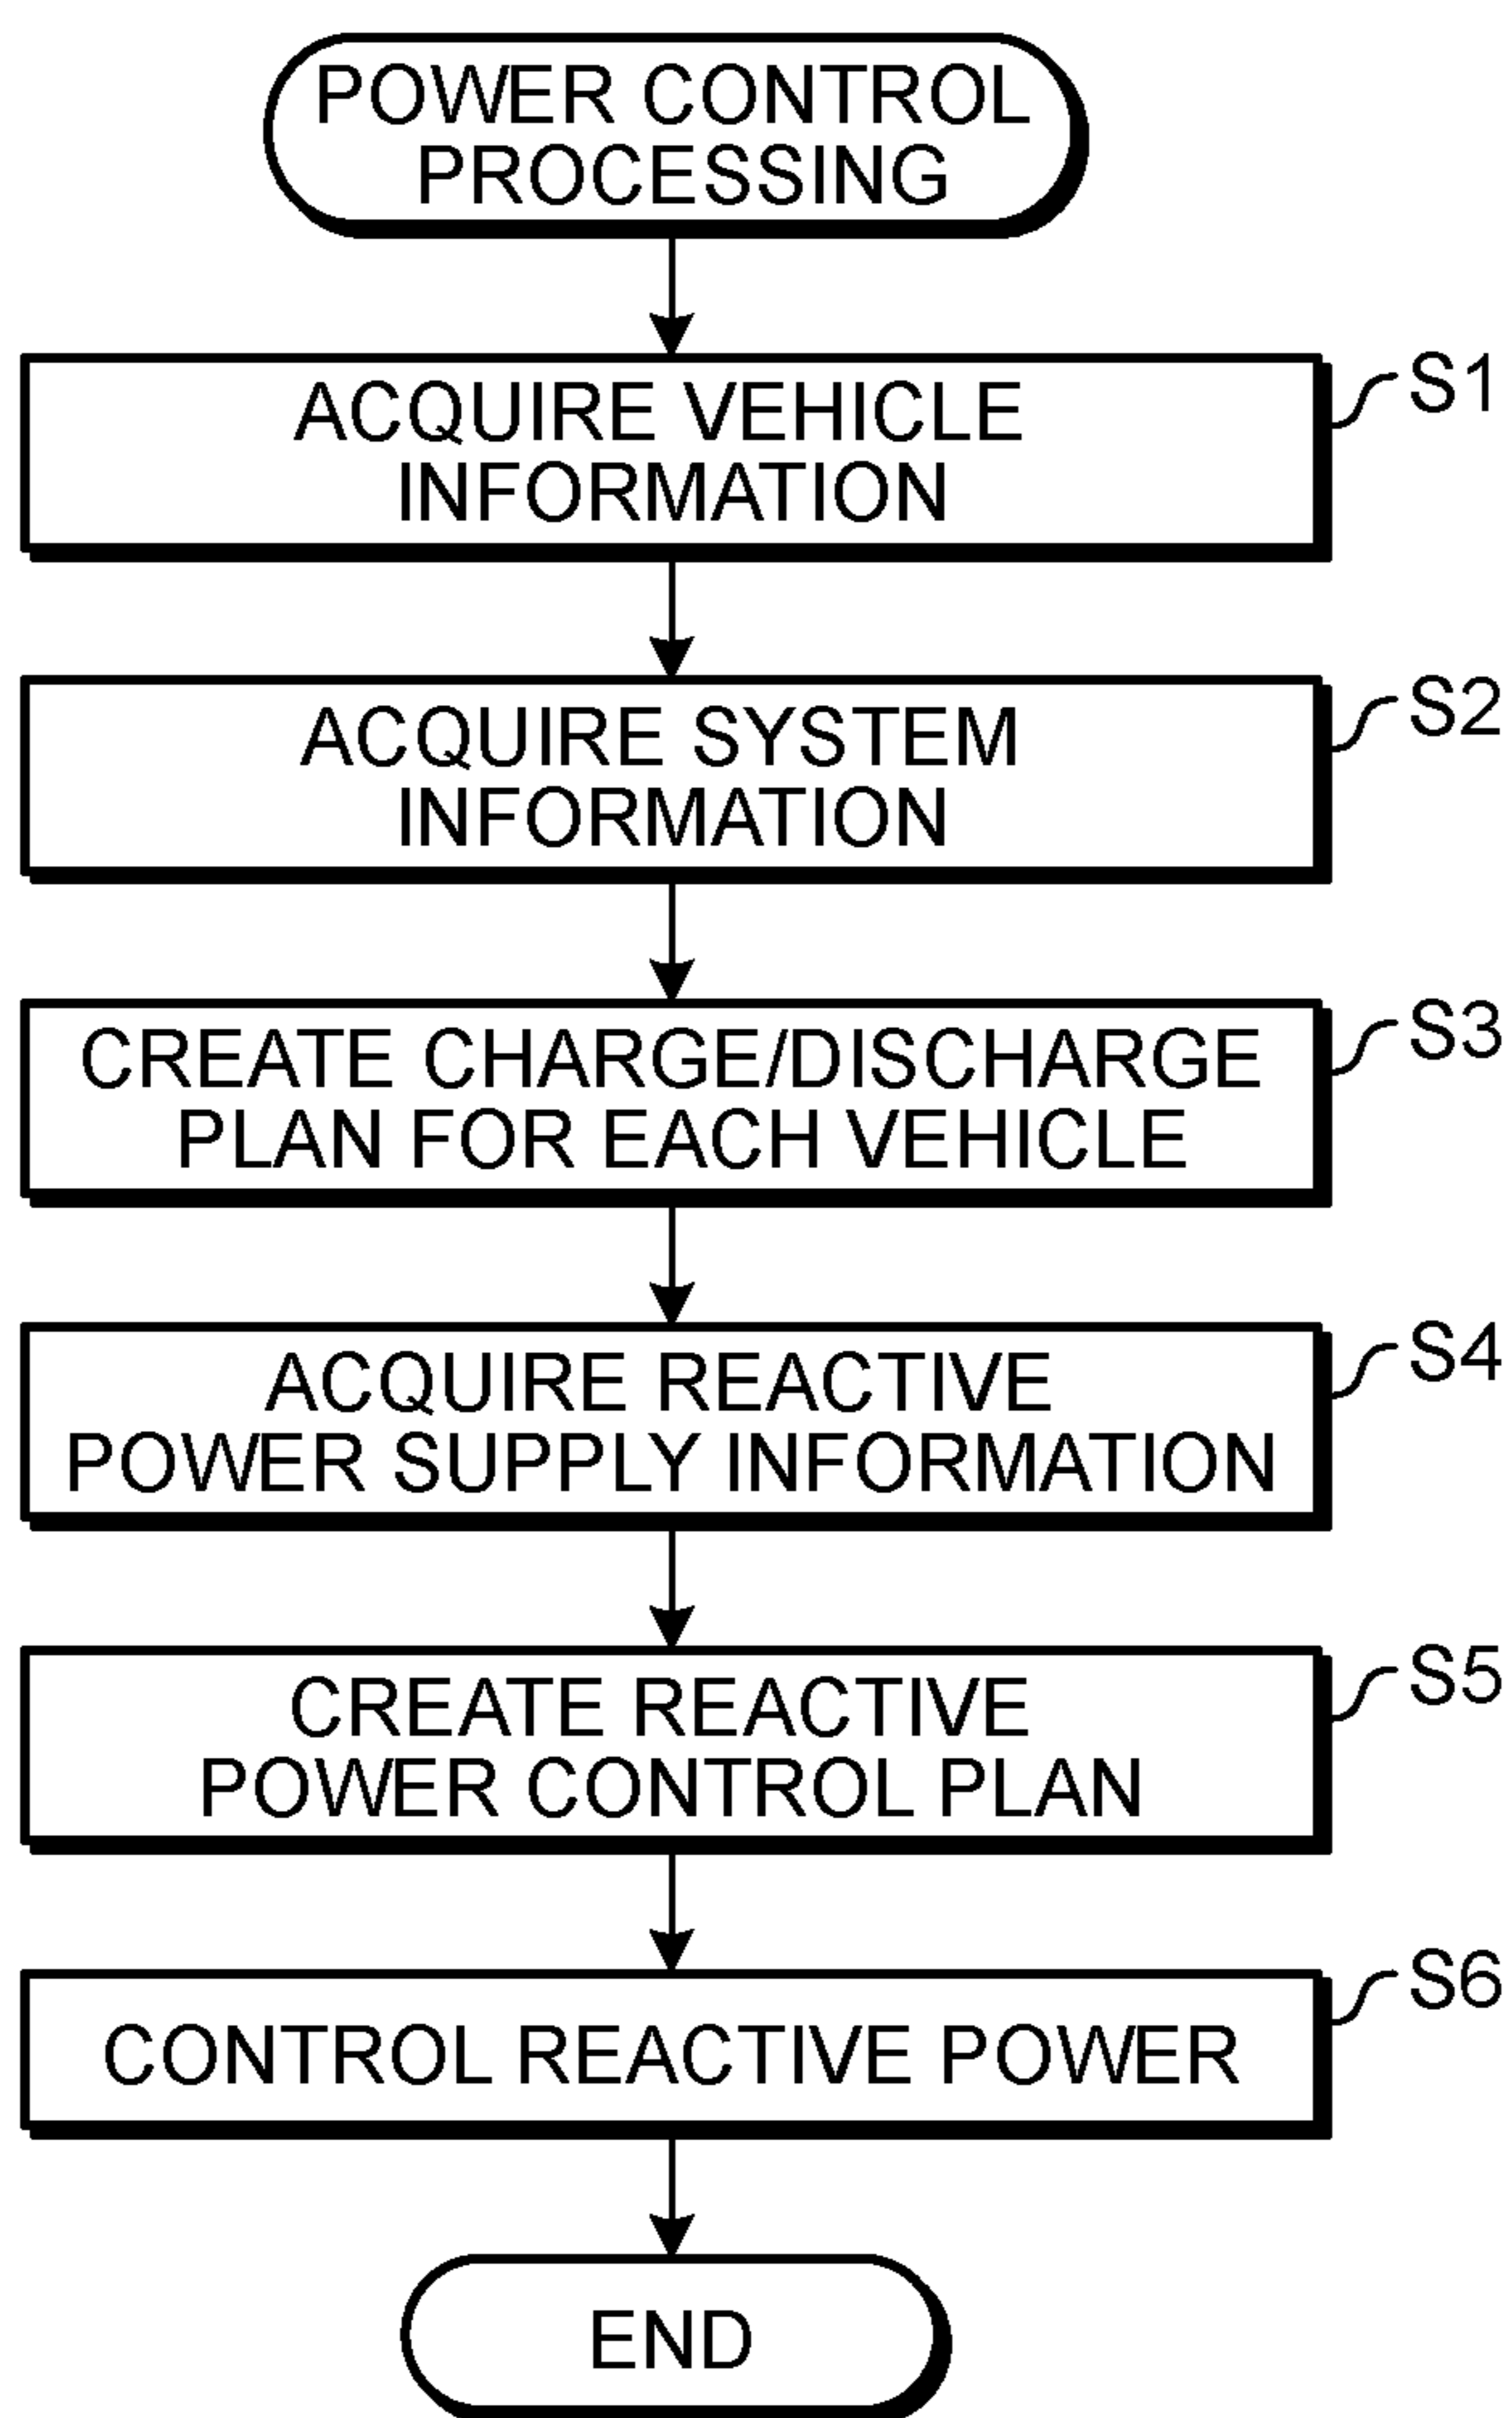 POWER CONTROL
PROCESSING
ACQUIRE VEHICLE
INFORMATION
S1
ACQUIRE SYSTEM
INFORMATION
S2
CREATE CHARGE/DISCHARGE
PLAN FOR EACH VEHICLE
S3
ACQUIRE REACTIVE
POWER SUPPLY INFORMATION
S4
CREATE REACTIVE
POWER CONTROL PLAN
S5
CONTROL REACTIVE POWER
S6
END